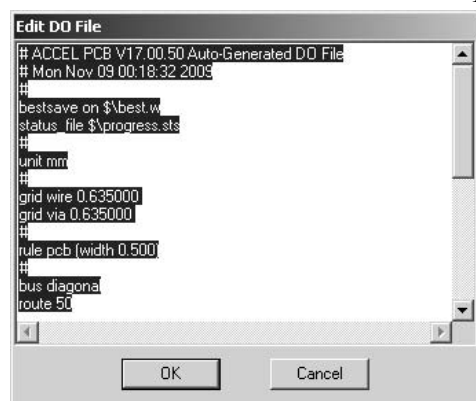 Edit DO File
# ACCEL PCB V17.00.50 Auto-Generated DO File
# Mon Nov 09 00:18:32 2009
#
bestsave on $\best.w
status_file $\progress.sts
#
unit mm
#
grid wire 0.635000
grid via 0.635000
#
rule pcb (width 0.500)
#
bus diagonal
route 50
OK Cancel